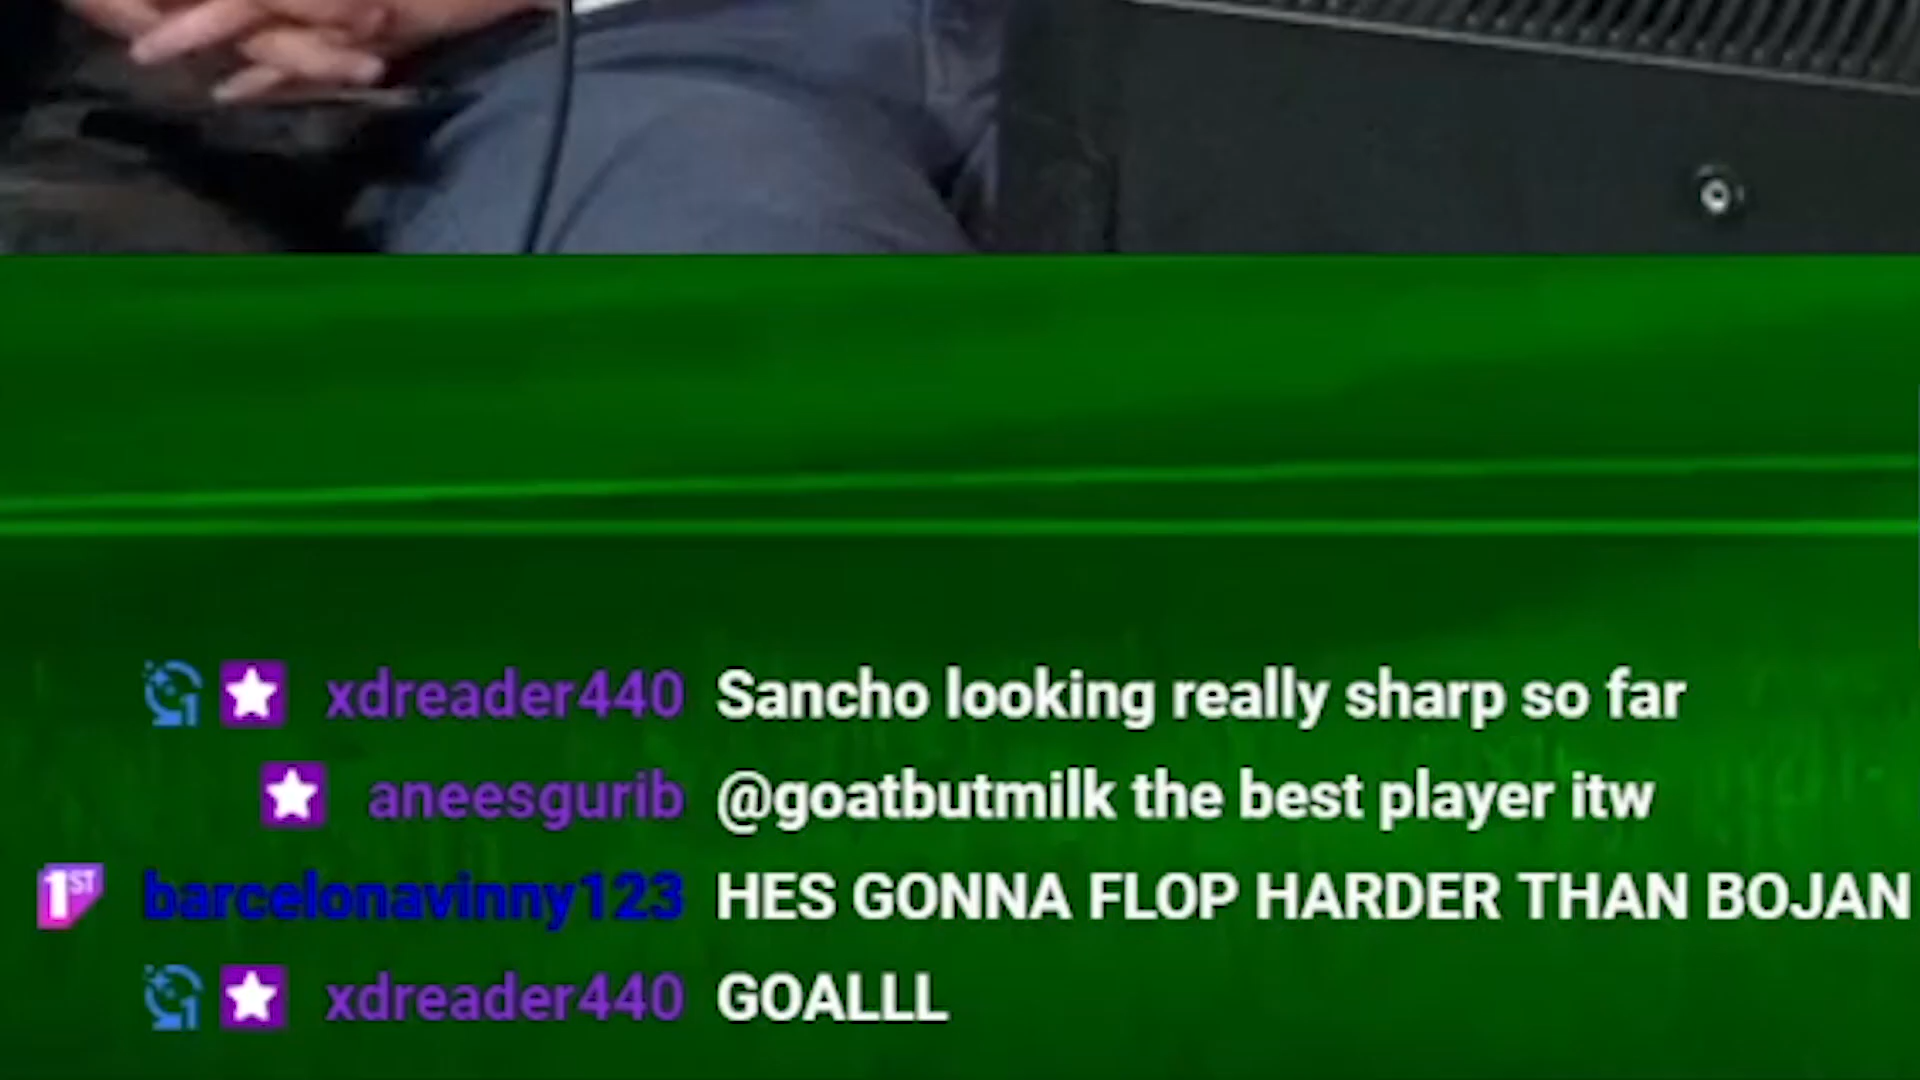 xdreader440 Sancho looking really sharp so far
aneesgurib @goatbutmilk the best player itw
1ST barcelonavinny123 HES GONNA FLOP HARDER THAN BOJAN
xdreader440 GOALLL